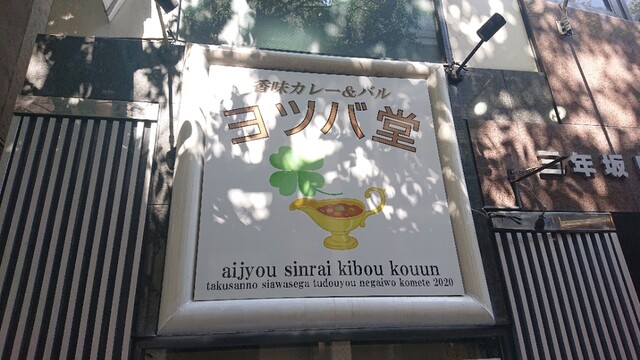 香味カレー&バル
ヨツバ堂
aijyou sinrai kibou kouun
takusanno siawasega tudouyou negaiwo komete 2020
三年坂